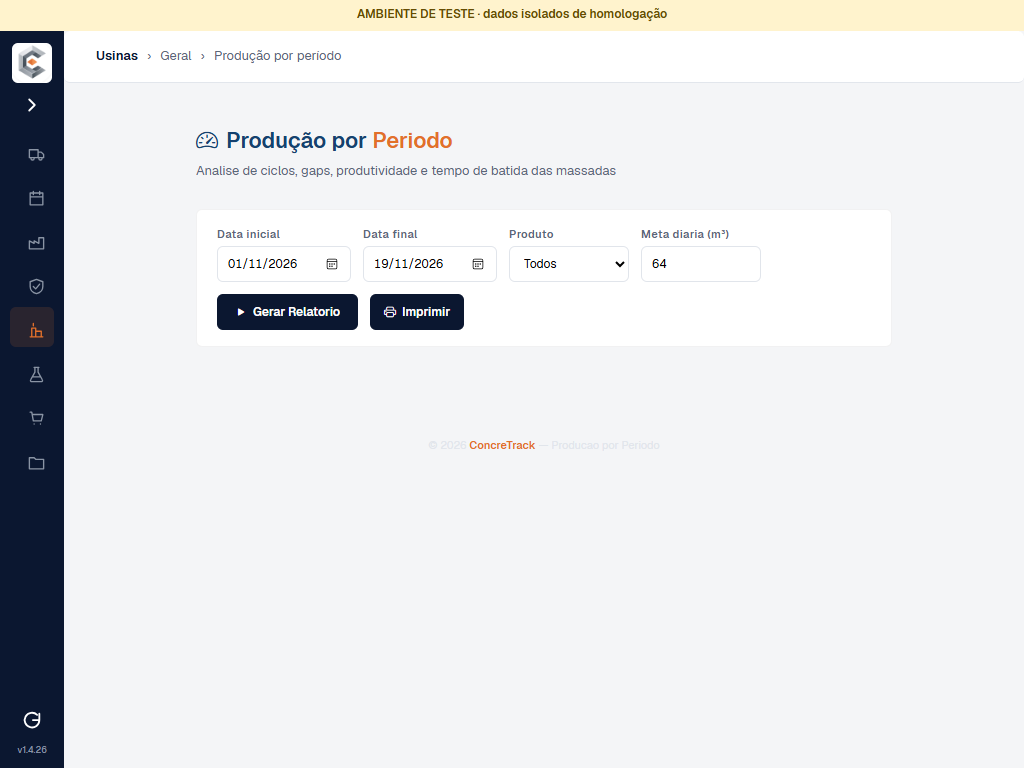 AMBIENTE DE TESTE · dados isolados de homologação
Usinas › Geral › Produção por período
Produção por Periodo
Analise de ciclos, gaps, produtividade e tempo de batida das massadas
Data inicial Data final Produto Meta diaria (m³)
01/11/2026 19/11/2026 Todos 64
Gerar Relatorio Imprimir
© 2026 ConcreTrack — Producao por Periodo
v1.4.26